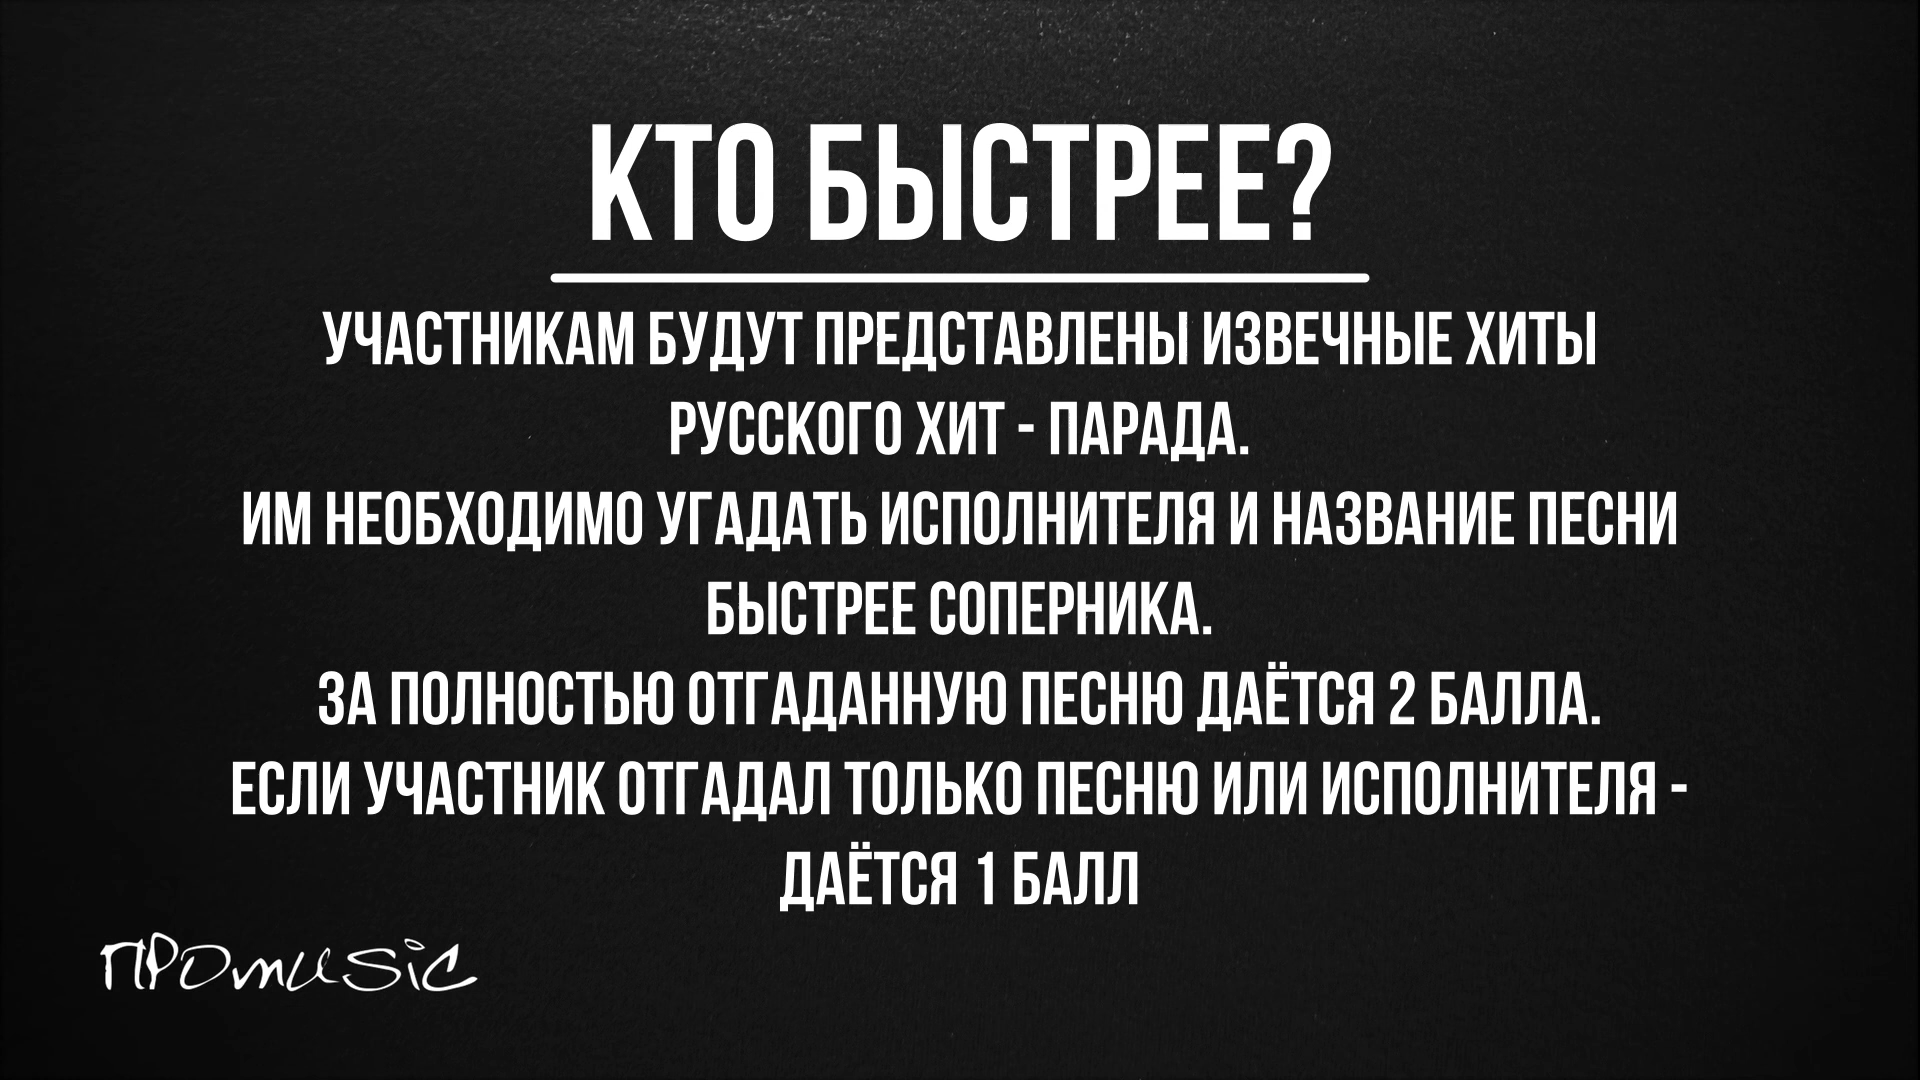 КТО БЫСТРЕЕ?
УЧАСТНИКАМ БУДУТ ПРЕДСТАВЛЕНЫ ИЗВЕЧНЫЕ ХИТЫ
РУССКОГО ХИТ - ПАРАДА.
ИМ НЕОБХОДИМО УГАДАТЬ ИСПОЛНИТЕЛЯ И НАЗВАНИЕ ПЕСНИ
БЫСТРЕЕ СОПЕРНИКА.
ЗА ПОЛНОСТЬЮ ОТГАДАННУЮ ПЕСНЮ ДАЁТСЯ 2 БАЛЛА.
ЕСЛИ УЧАСТНИК ОТГАДАЛ ТОЛЬКО ПЕСНЮ ИЛИ ИСПОЛНИТЕЛЯ -
ДАЁТСЯ 1 БАЛЛ
ПРОmusic